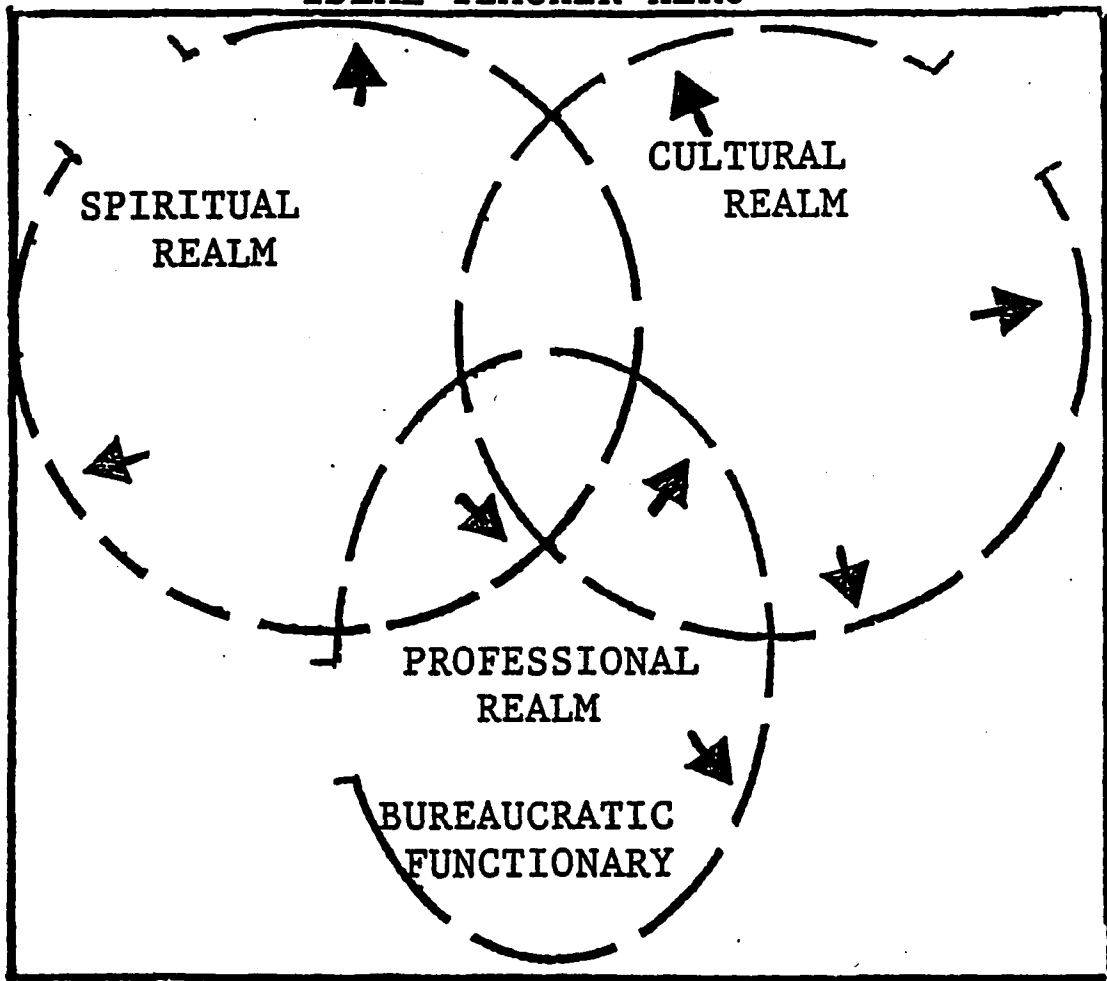 SPIRITUAL
REALM
CULTURAL
REALM
PROFESSIONAL
REALM
BUREAUCRATIC
FUNCTIONARY